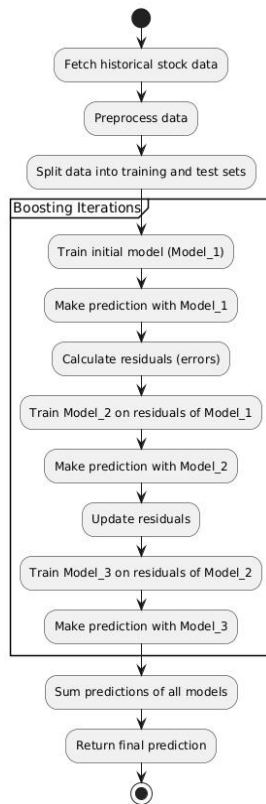 Fetch historical stock data
Preprocess data
Split data into training and test sets
Boosting Iterations
Train initial model (Model_1)
Make prediction with Model_1
Calculate residuals (errors)
Train Model_2 on residuals of Model_1
Make prediction with Model_2
Update residuals
Train Model_3 on residuals of Model_2
Make prediction with Model_3
Sum predictions of all models
Return final prediction